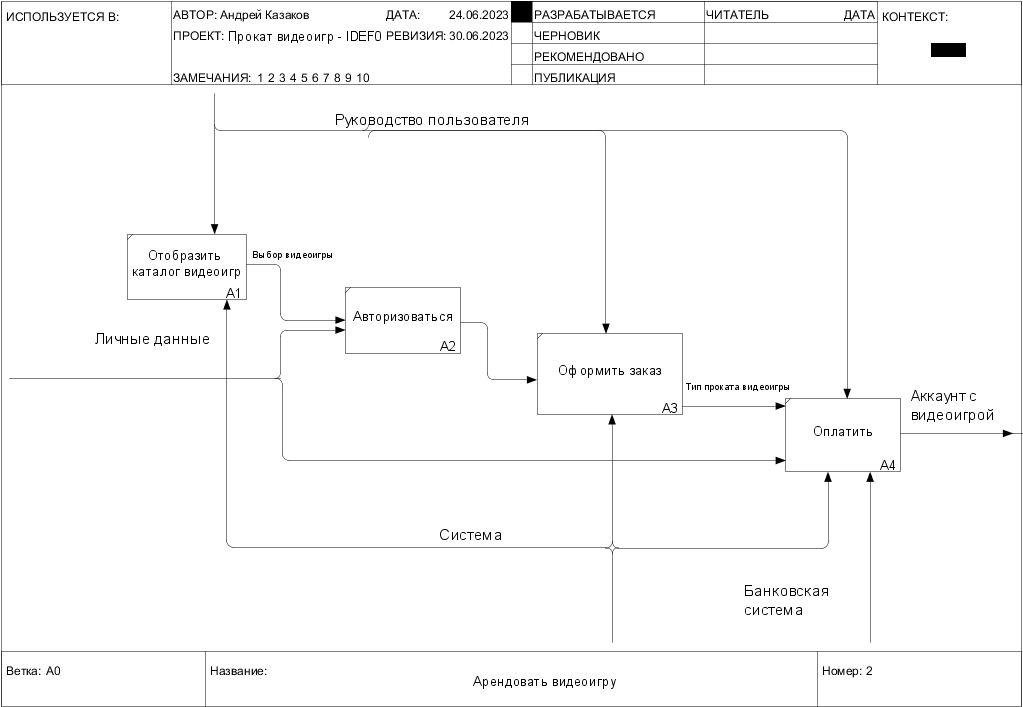 ИСПОЛЬЗУЕТСЯ В:
АВТОР: Андрей Казаков
ДАТА: 24.06.2023
ПРОЕКТ: Прокат видеоигр - IDEF0
РЕВИЗИЯ: 30.06.2023
ЗАМЕЧАНИЯ: 1 2 3 4 5 6 7 8 9 10
РАЗРАБАТЫВАЕТСЯ
ЧЕРНОВИК
РЕКОМЕНДОВАНО
ПУБЛИКАЦИЯ
ЧИТАТЕЛЬ
ДАТА
КОНТЕКСТ:
Руководство пользователя
Отобразить
каталог видеоигр
A1
Выбор видеоигры
Авторизоваться
A2
Личные данные
Оформить заказ
A3
Тип проката видеоигры
Оплатить
A4
Аккаунт с
видеоигрой
Система
Банковская
система
Ветка: A0
Название:
Арендовать видеоигру
Номер: 2